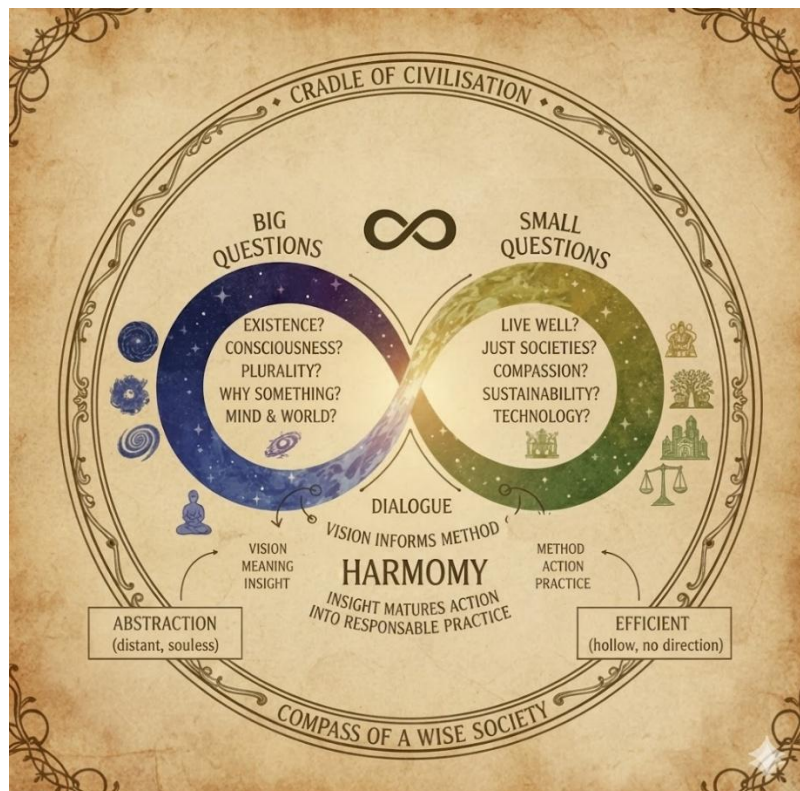 CRADLE OF CIVILISATION
BIG
QUESTIONS
SMALL
QUESTIONS
EXISTENCE?
CONSCIOUSNESS?
PLURALITY?
WHY SOMETHING?
MIND & WORLD?
LIVE WELL?
JUST SOCIETIES?
COMPASSION?
SUSTAINABILITY?
TECHNOLOGY?
DIALOGUE
VISION INFORMS METHOD
VISION
MEANING
INSIGHT
HARMOMY
METHOD
ACTION
PRACTICE
INSIGHT MATURES ACTION
INTO RESPONSIBLE PRACTICE
ABSTRACTION
(distant, souless)
EFFICIENT
(hollow, no direction)
COMPASS OF A WISE SOCIETY